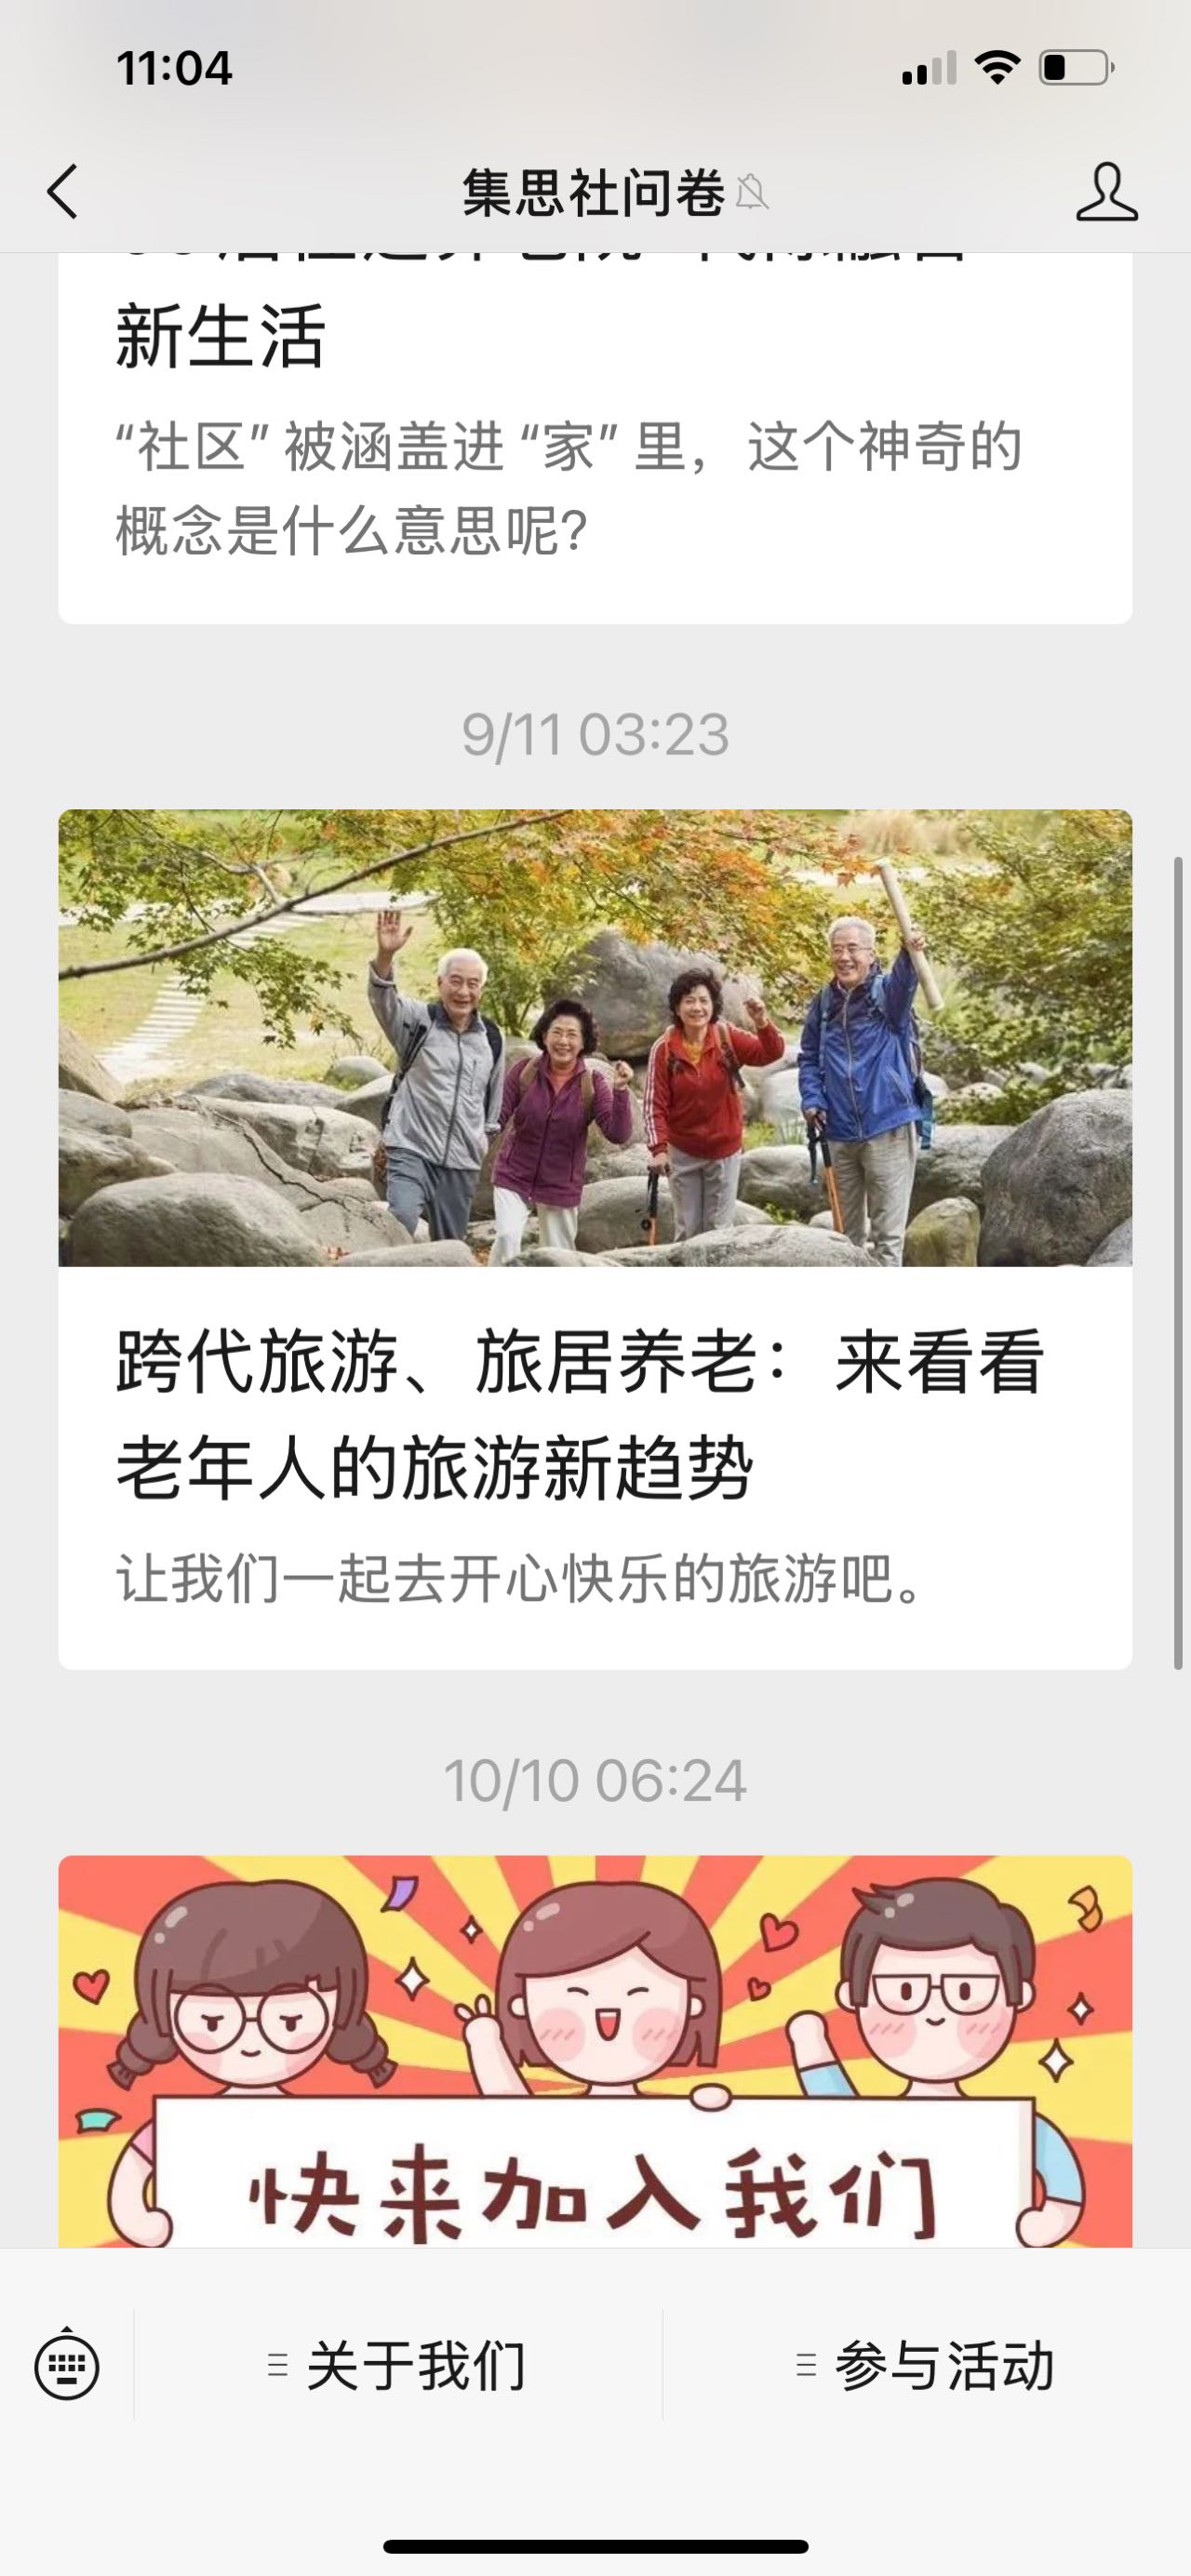 11:04
集思社问卷
新生活
“社区” 被涵盖进 “家” 里，这个神奇的
概念是什么意思呢?
9/11 03:23
跨代旅游、旅居养老：来看看
老年人的旅游新趋势
让我们一起去开心快乐的旅游吧。
10/10 06:24
快来加入我们
关于我们
参与活动